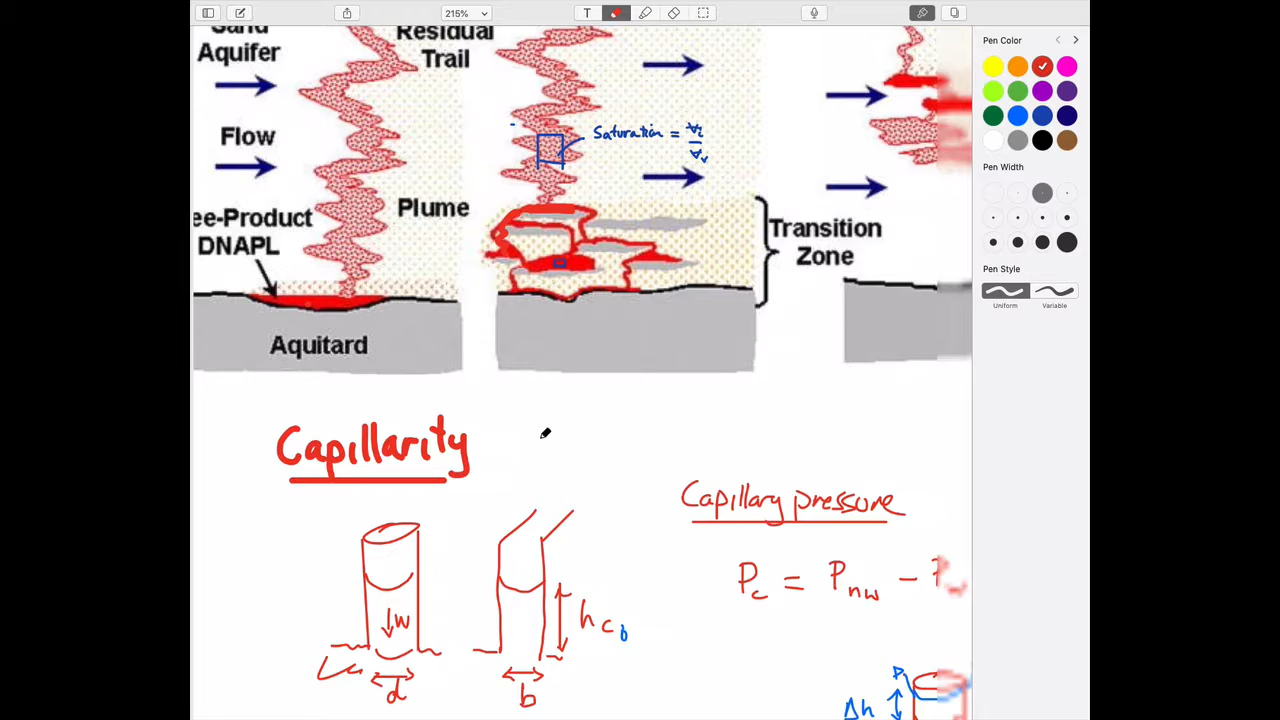 215%
T
Pen Color
Pen Width
Pen Style
Uniform
Variable
Sand
Aquifer
Flow
ee-Product
DNAPL
Plume
Aquitard
Residual
Trail
Saturation =
Transition
Zone
Capillarity
W
d
b
h c
Capillary pressure
Pc = Pnw - Pw
Δh